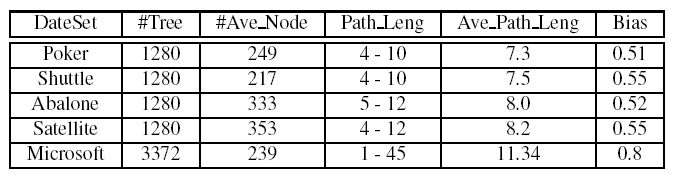 DateSet #Tree #Ave_Node Path_Leng Ave_Path_Leng Bias
Poker 1280 249 4 - 10 7.3 0.51
Shuttle 1280 217 4 - 10 7.5 0.55
Abalone 1280 333 5 - 12 8.0 0.52
Satellite 1280 353 4 - 12 8.2 0.55
Microsoft 3372 239 1 - 45 11.34 0.8